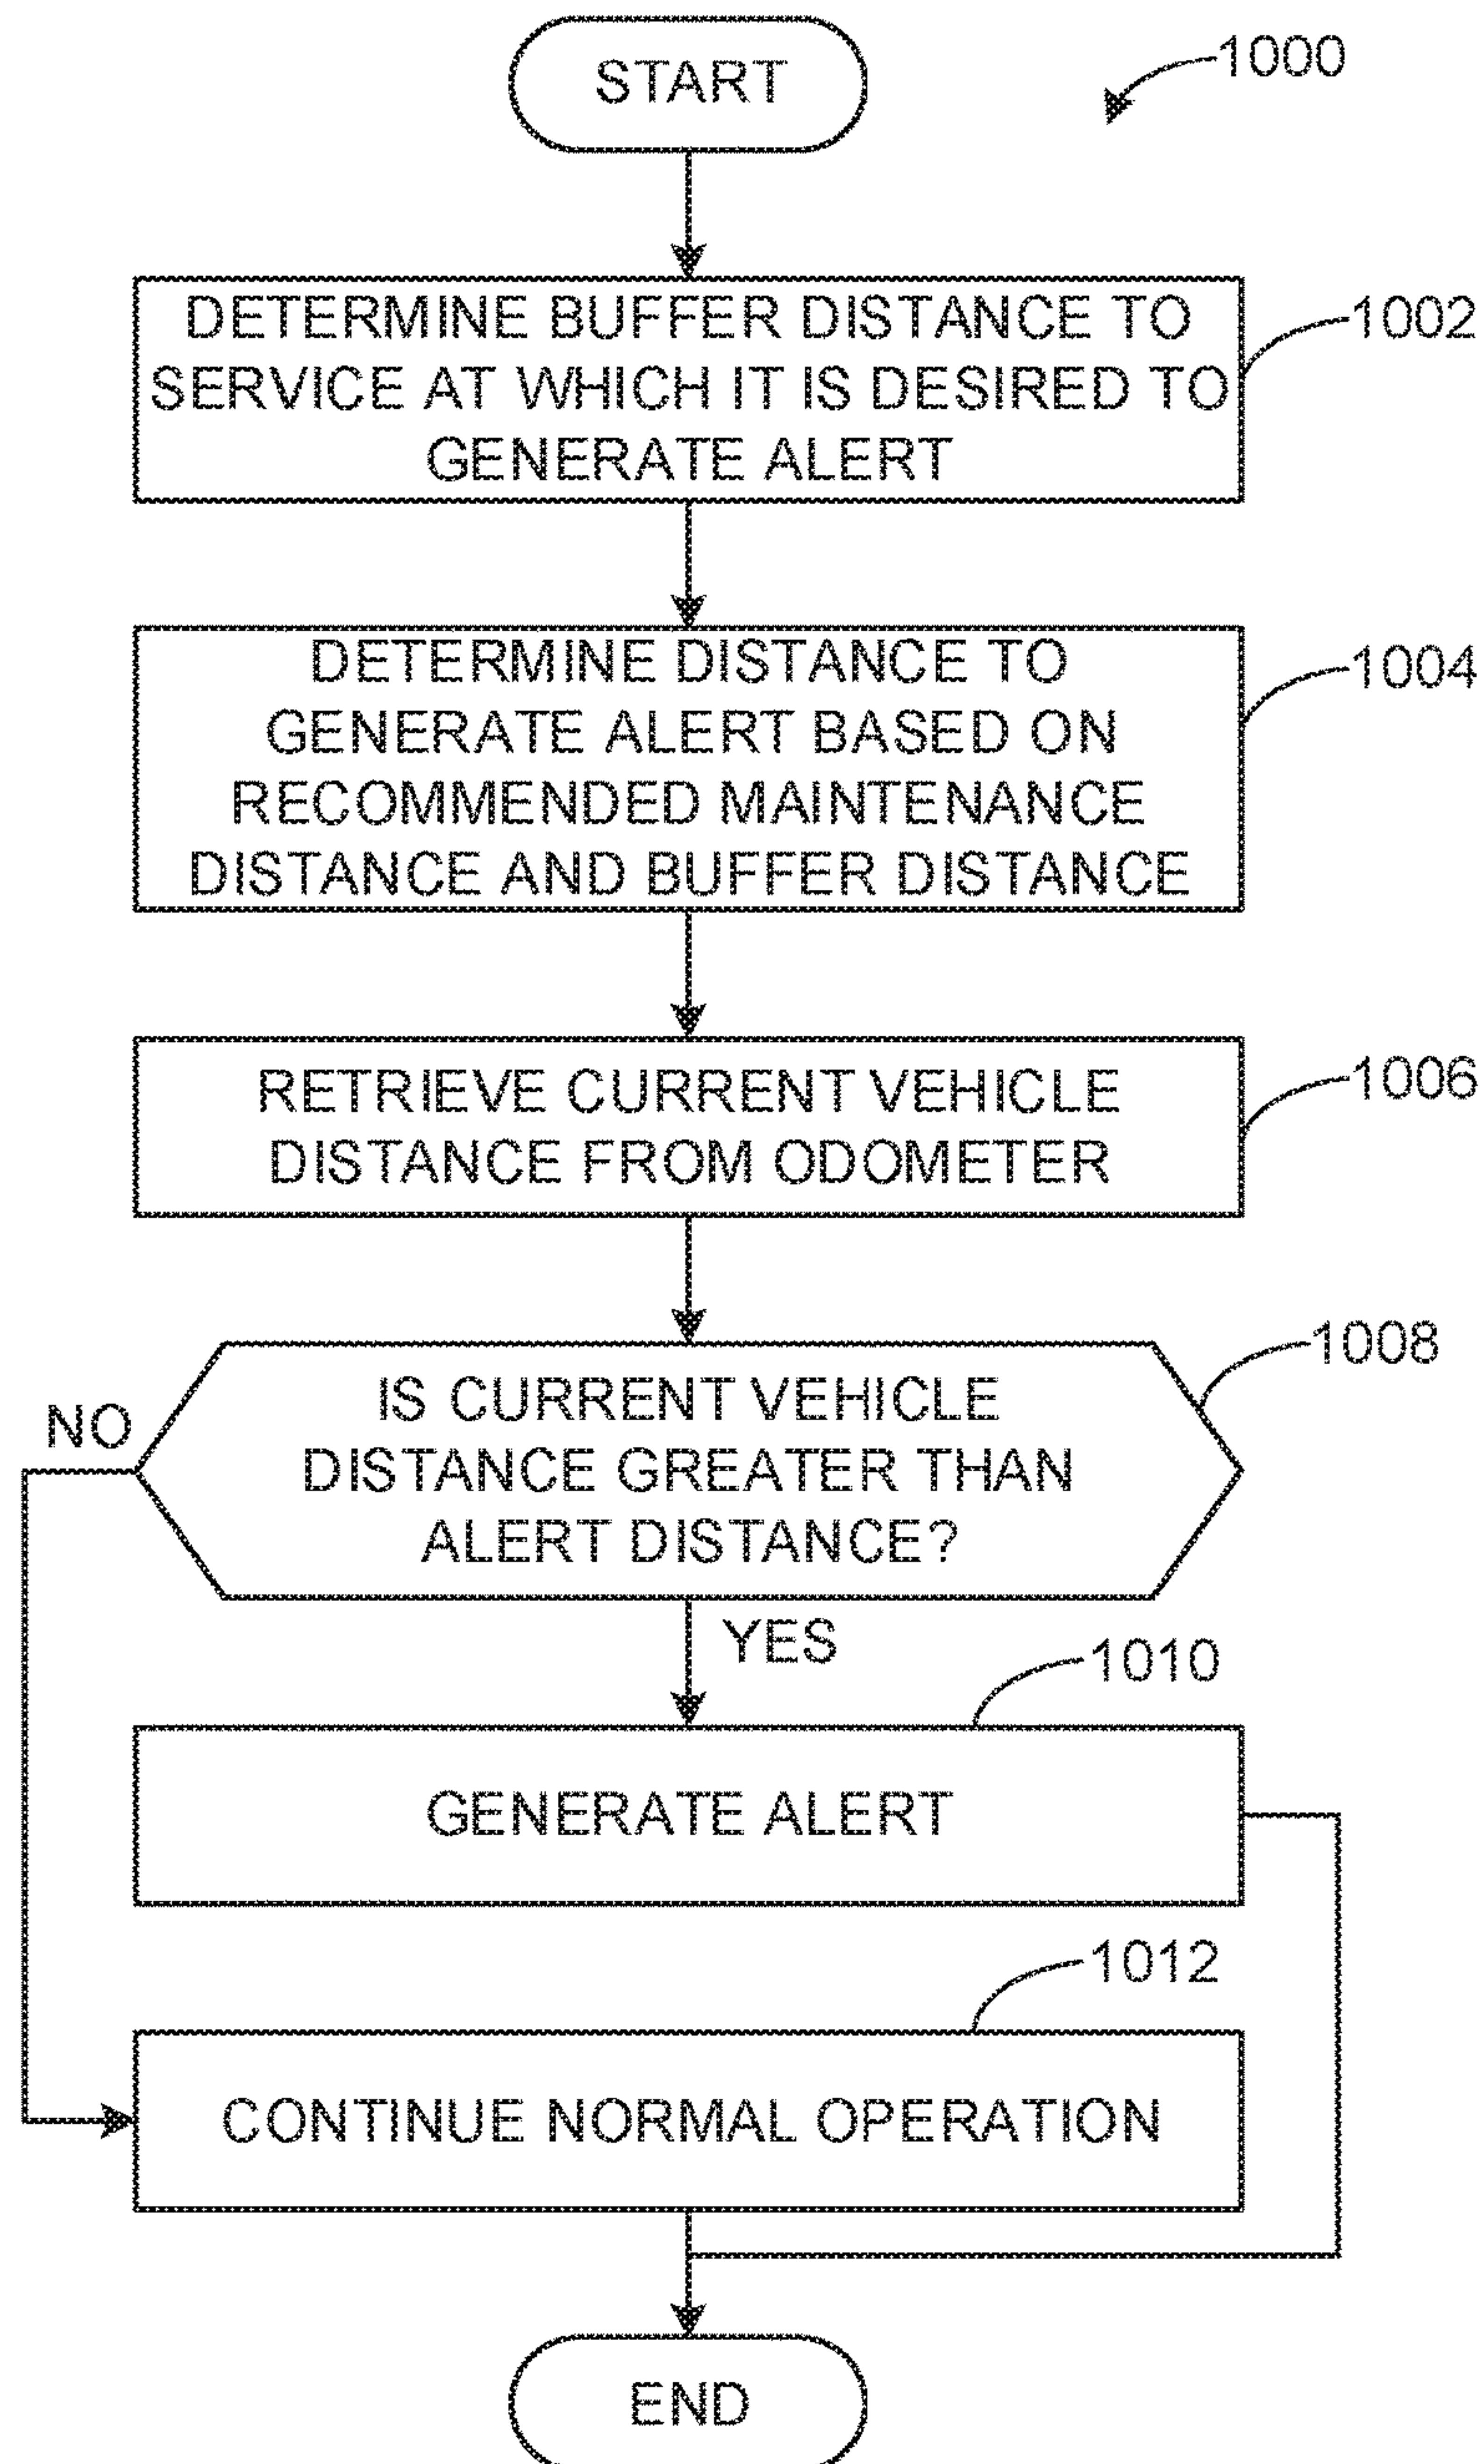 START
1000
DETERMINE BUFFER DISTANCE TO
SERVICE AT WHICH IT IS DESIRED TO
GENERATE ALERT
1002
DETERMINE DISTANCE TO
GENERATE ALERT BASED ON
RECOMMENDED MAINTENANCE
DISTANCE AND BUFFER DISTANCE
1004
RETRIEVE CURRENT VEHICLE
DISTANCE FROM ODOMETER
1006
IS CURRENT VEHICLE
DISTANCE GREATER THAN
ALERT DISTANCE?
1008
NO
YES
1010
GENERATE ALERT
1012
CONTINUE NORMAL OPERATION
END